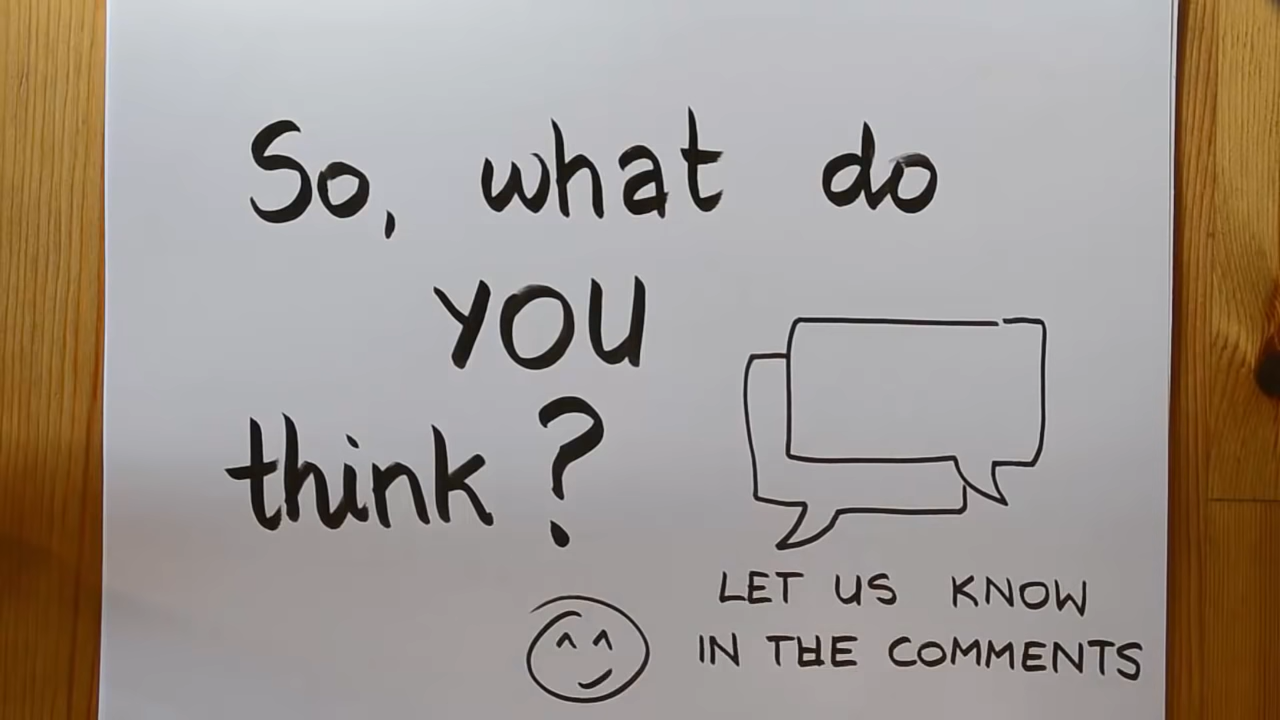 So, what do
YOU
think?
LET US KNOW
IN THE COMMENTS